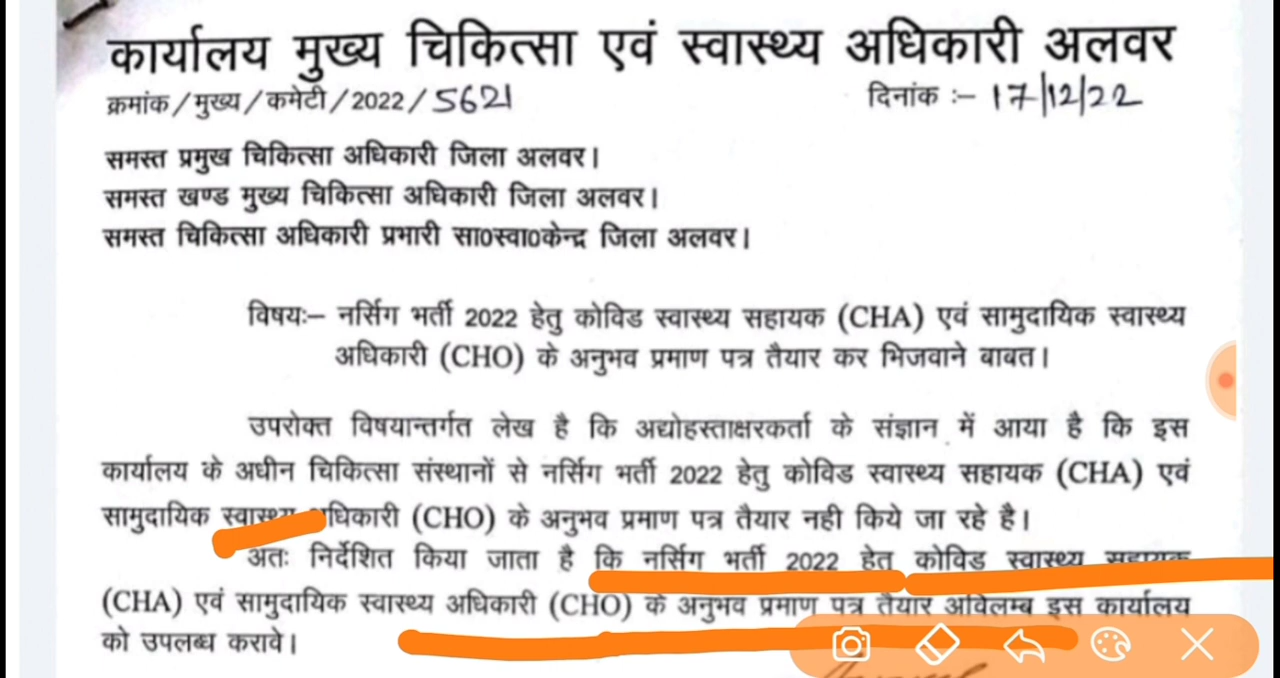 कार्यालय मुख्य चिकित्सा एवं स्वास्थ्य अधिकारी अलवर
क्रमांक/मुख्य/कमेटी/2022/5621 दिनांक :– 17/12/22
समस्त प्रमुख चिकित्सा अधिकारी जिला अलवर।
समस्त खण्ड मुख्य चिकित्सा अधिकारी जिला अलवर।
समस्त चिकित्सा अधिकारी प्रभारी सा0स्वा0केन्द्र जिला अलवर।
विषयः– नर्सिग भर्ती 2022 हेतु कोविड स्वास्थ्य सहायक (CHA) एवं सामुदायिक स्वास्थ्य
अधिकारी (CHO) के अनुभव प्रमाण पत्र तैयार कर भिजवाने बाबत।
उपरोक्त विषयान्तर्गत लेख है कि अद्योहस्ताक्षरकर्ता के संज्ञान में आया है कि इस
कार्यालय के अधीन चिकित्सा संस्थानों से नर्सिग भर्ती 2022 हेतु कोविड स्वास्थ्य सहायक (CHA) एवं
सामुदायिक स्वास्थ्य अधिकारी (CHO) के अनुभव प्रमाण पत्र तैयार नही किये जा रहे है।
अतः निर्देशित किया जाता है कि नर्सिग भर्ती 2022 हेतु कोविड स्वास्थ्य सहायक
(CHA) एवं सामुदायिक स्वास्थ्य अधिकारी (CHO) के अनुभव प्रमाण पत्र तैयार अविलम्ब इस कार्यालय
को उपलब्ध करावे।